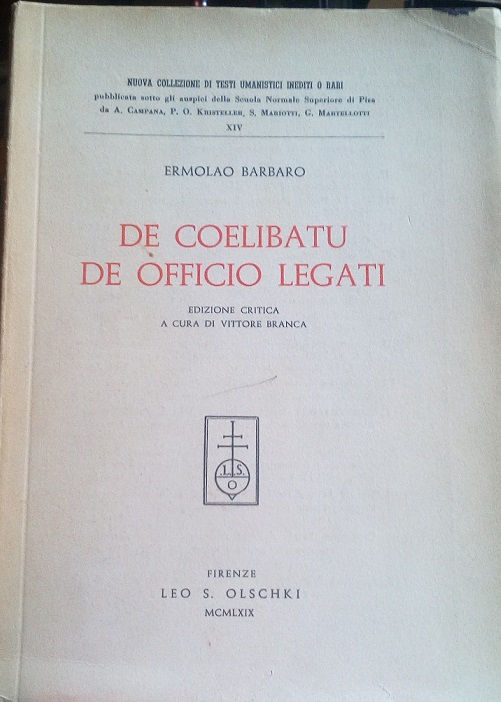 NUOVA COLLEZIONE DI TESTI UMANISTICI INEDITI O RARI
pubblicata sotto gli auspici della Scuola Normale Superiore di Pisa
da A. CAMPANA, P. O. KRISTELLER, S. MARIOTTI, G. MARTELLOTTI
XIV
ERMOLAO BARBARO
DE COELIBATU
DE OFFICIO LEGATI
EDIZIONE CRITICA
A CURA DI VITTORE BRANCA
.L.S.
O
FIRENZE
LEO S. OLSCHKI
MCMLXIX